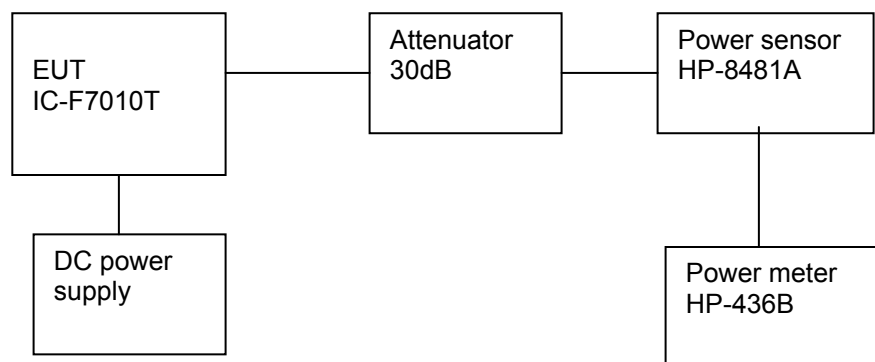 EUT
IC-F7010T
Attenuator
30dB
Power sensor
HP-8481A
DC power
supply
Power meter
HP-436B